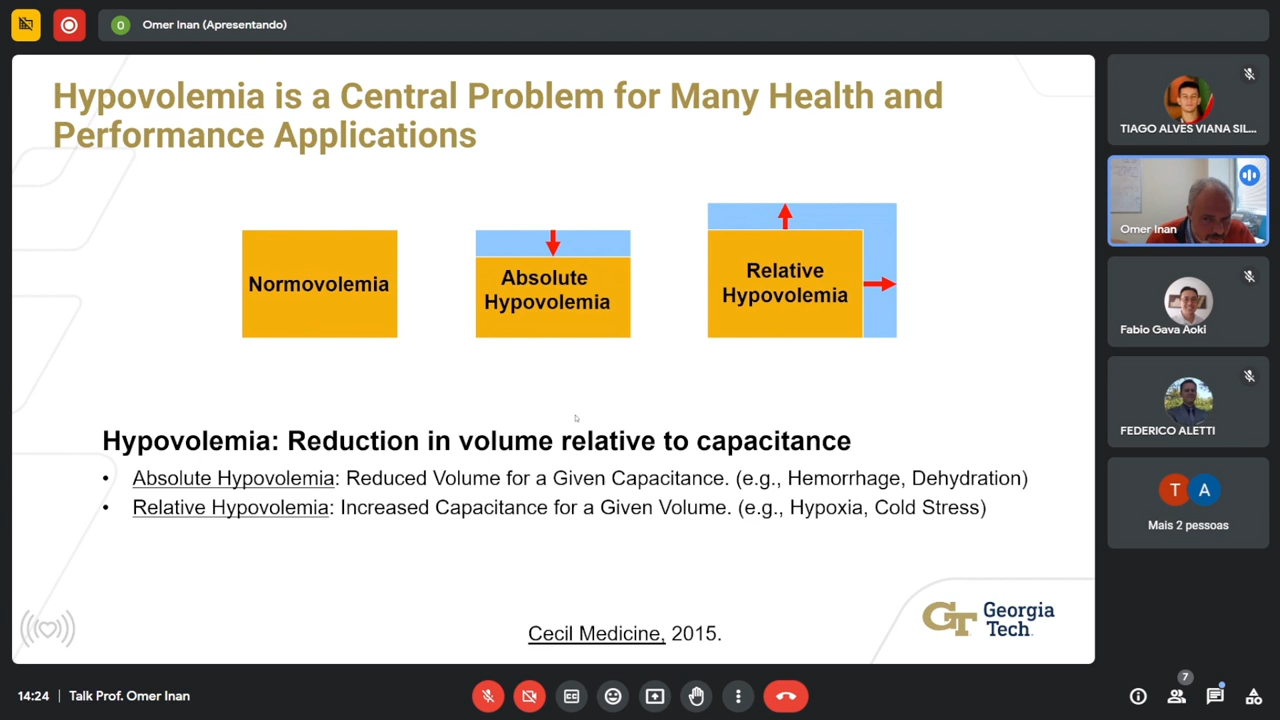 O
Omer Inan (Apresentando)
Hypovolemia is a Central Problem for Many Health and
Performance Applications
Normovolemia
Absolute
Hypovolemia
Relative
Hypovolemia
Hypovolemia: Reduction in volume relative to capacitance
• Absolute Hypovolemia: Reduced Volume for a Given Capacitance. (e.g., Hemorrhage, Dehydration)
• Relative Hypovolemia: Increased Capacitance for a Given Volume. (e.g., Hypoxia, Cold Stress)
Cecil Medicine, 2015.
GT Georgia
Tech.
TIAGO ALVES VIANA SIL...
Omer Inan
Fabio Gava Aoki
FEDERICO ALETTI
T A
Mais 2 pessoas
14:24 | Talk Prof. Omer Inan
CC
7